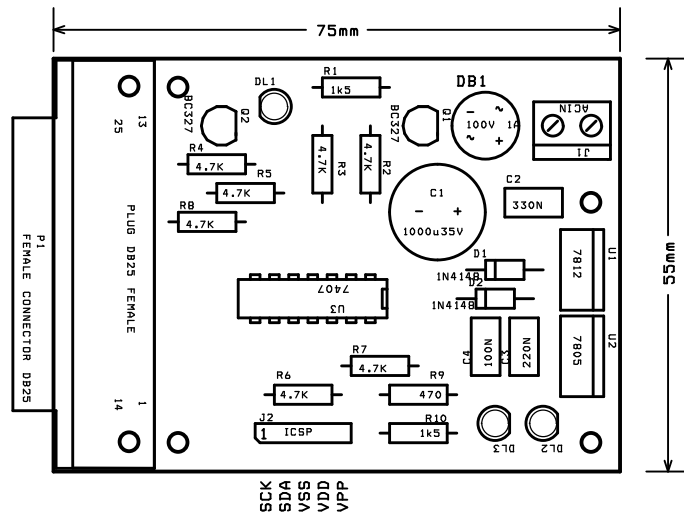 75mm
DL1
R1
1k5
DB1
100V 1A
~
~
-
+
ACIN
J1
13
25
BC327
Q2
BC327
Q1
R4
4.7K
R3
4.7K
R2
4.7K
R5
4.7K
R8
4.7K
C1
- +
1000u35V
C2
330N
P1
FEMALE CONNECTOR DB25
PLUG DB25 FEMALE
D1
1N4148
D2
1N4148
7812
U1
55mm
7407
U3
C4
100N
C3
220N
7805
U2
R7
4.7K
R6
4.7K
R9
470
14
1
J2
1 ICSP
R10
1k5
DL3
DL2
SCK
SDA
VSS
VDD
VPP